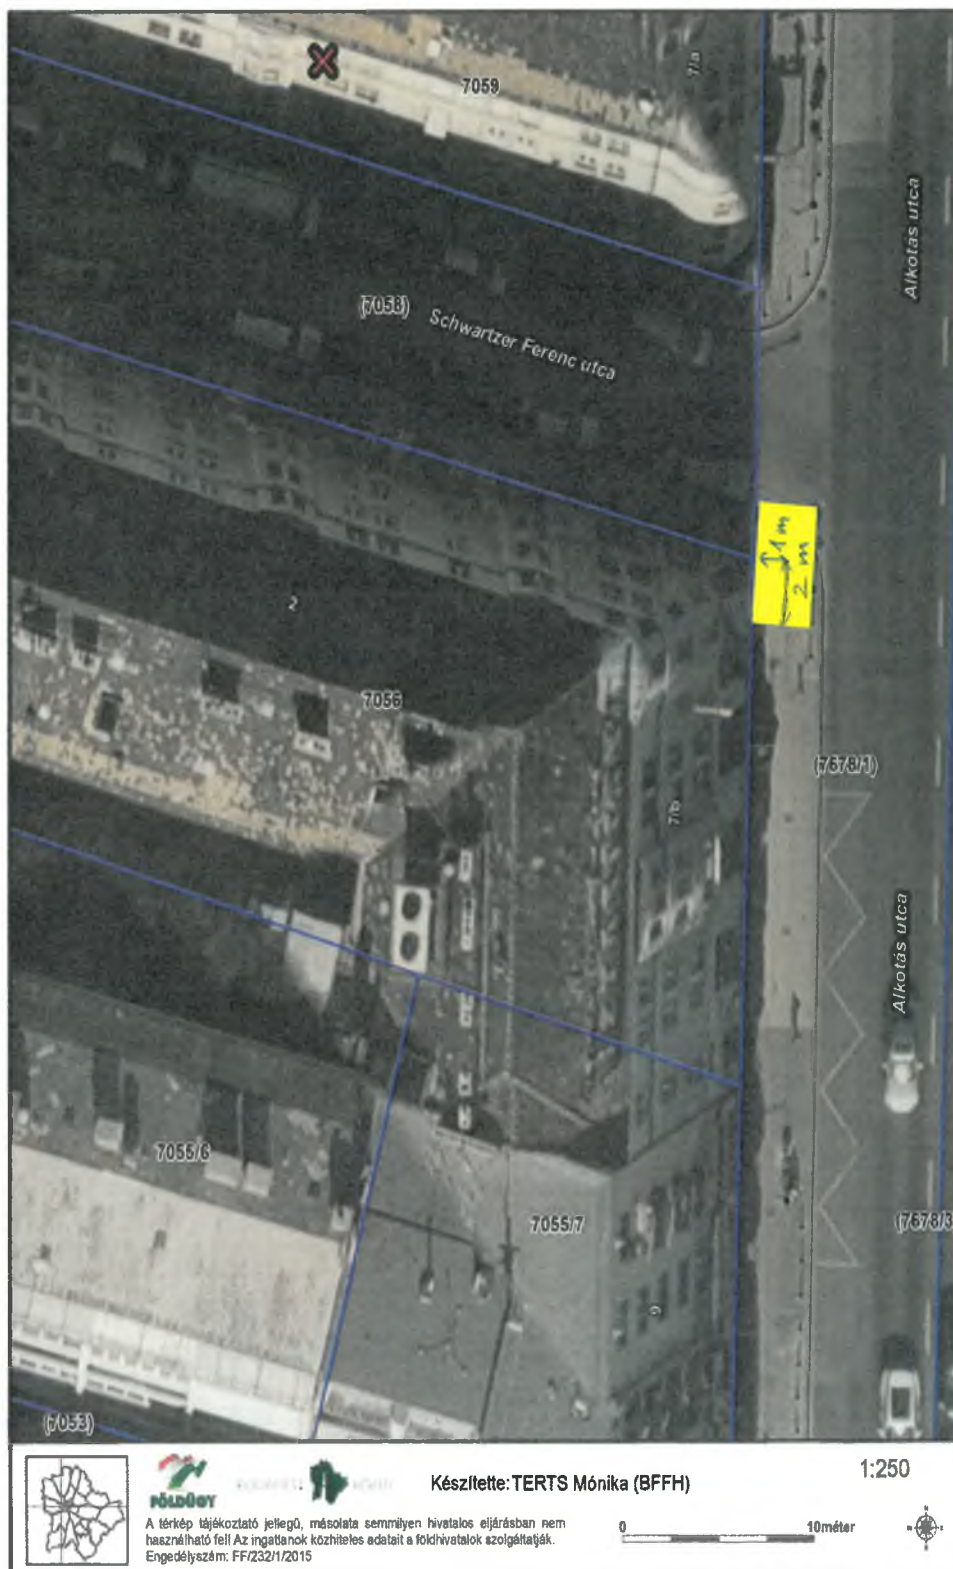 7059
7/a
Alkotás utca
(7058)
Schwartzer Ferenc utca
1 m
2 m
2
7056
(7678/1)
7/b
Alkotás utca
7055/6
7055/7
(7678/3
9
(7053)
FÖLDÜGY
Készítette: TERTS Mónika (BFFH)
1:250
A térkép tájékoztató jellegű, másolata semmilyen hivatalos eljárásban nem
használható fel! Az ingatlanok közhiteles adatait a földhivatalok szolgáltatják.
Engedélyszám: FF/232/1/2015
0
10méter